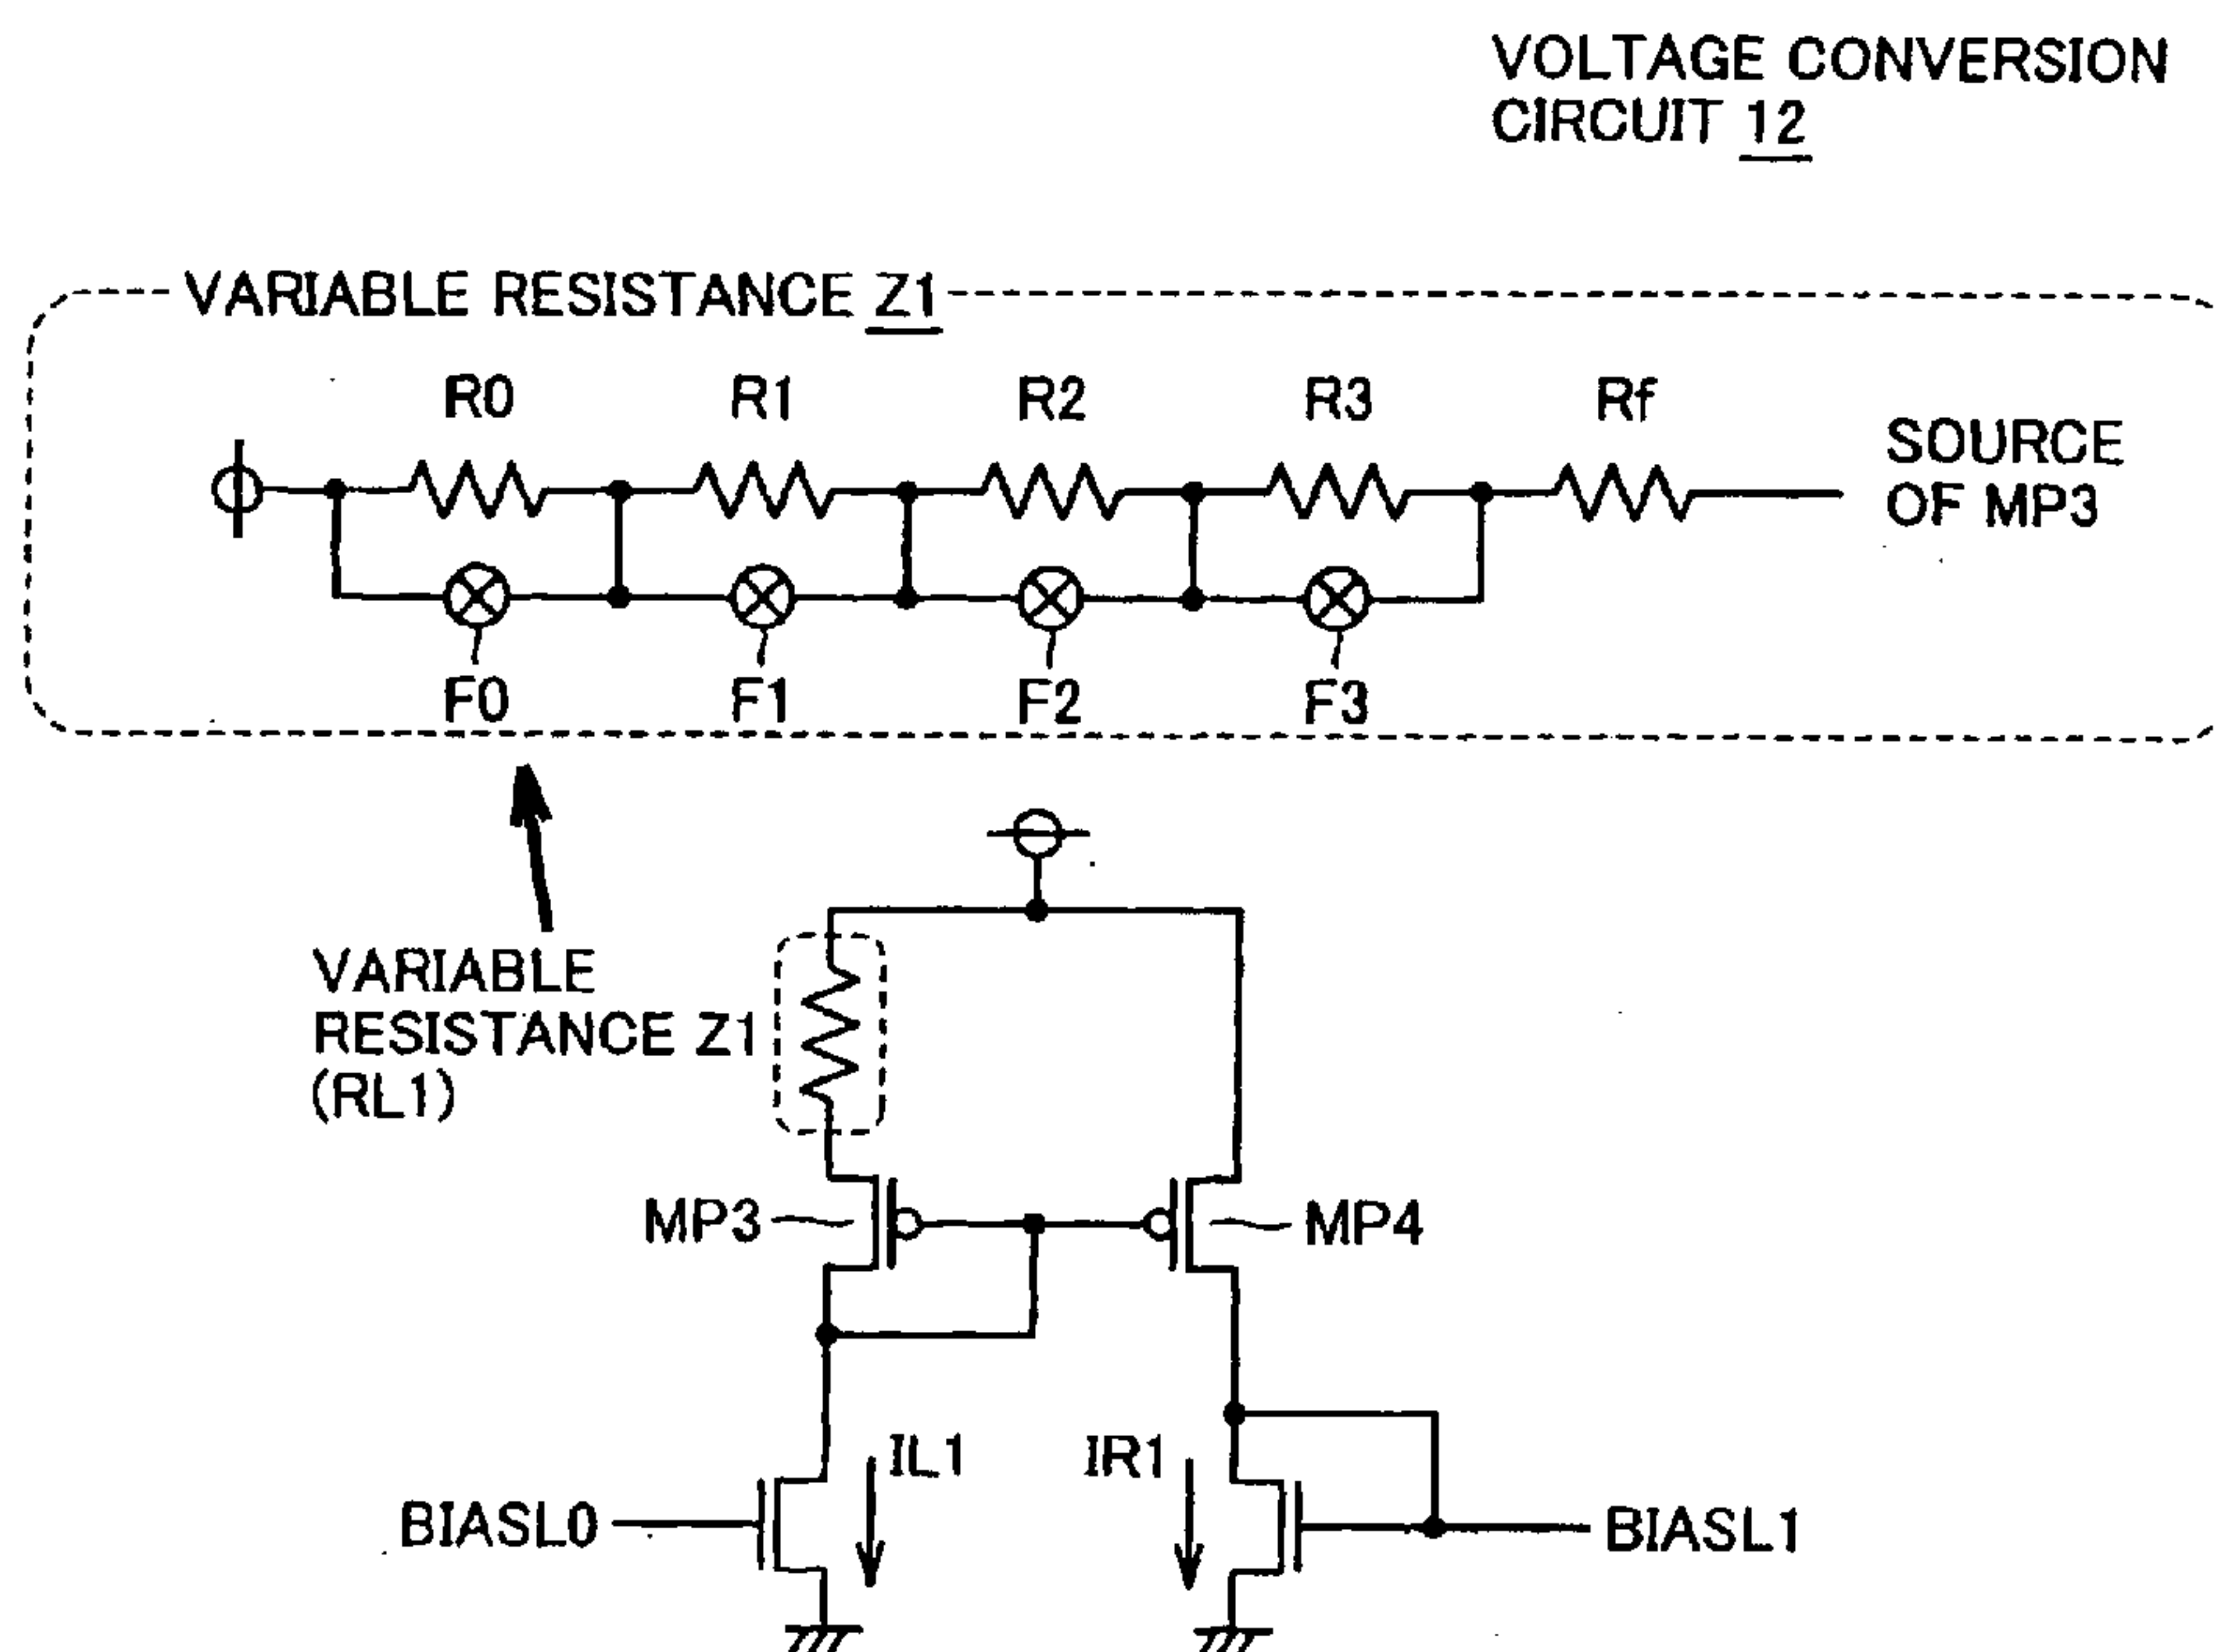 VOLTAGE CONVERSION
CIRCUIT 12
VARIABLE RESISTANCE Z1
R0 R1 R2 R3 Rf
SOURCE
OF MP3
F0 F1 F2 F3
VARIABLE
RESISTANCE Z1
(RL1)
MP3 MP4
IL1 IR1
BIASL0 BIASL1